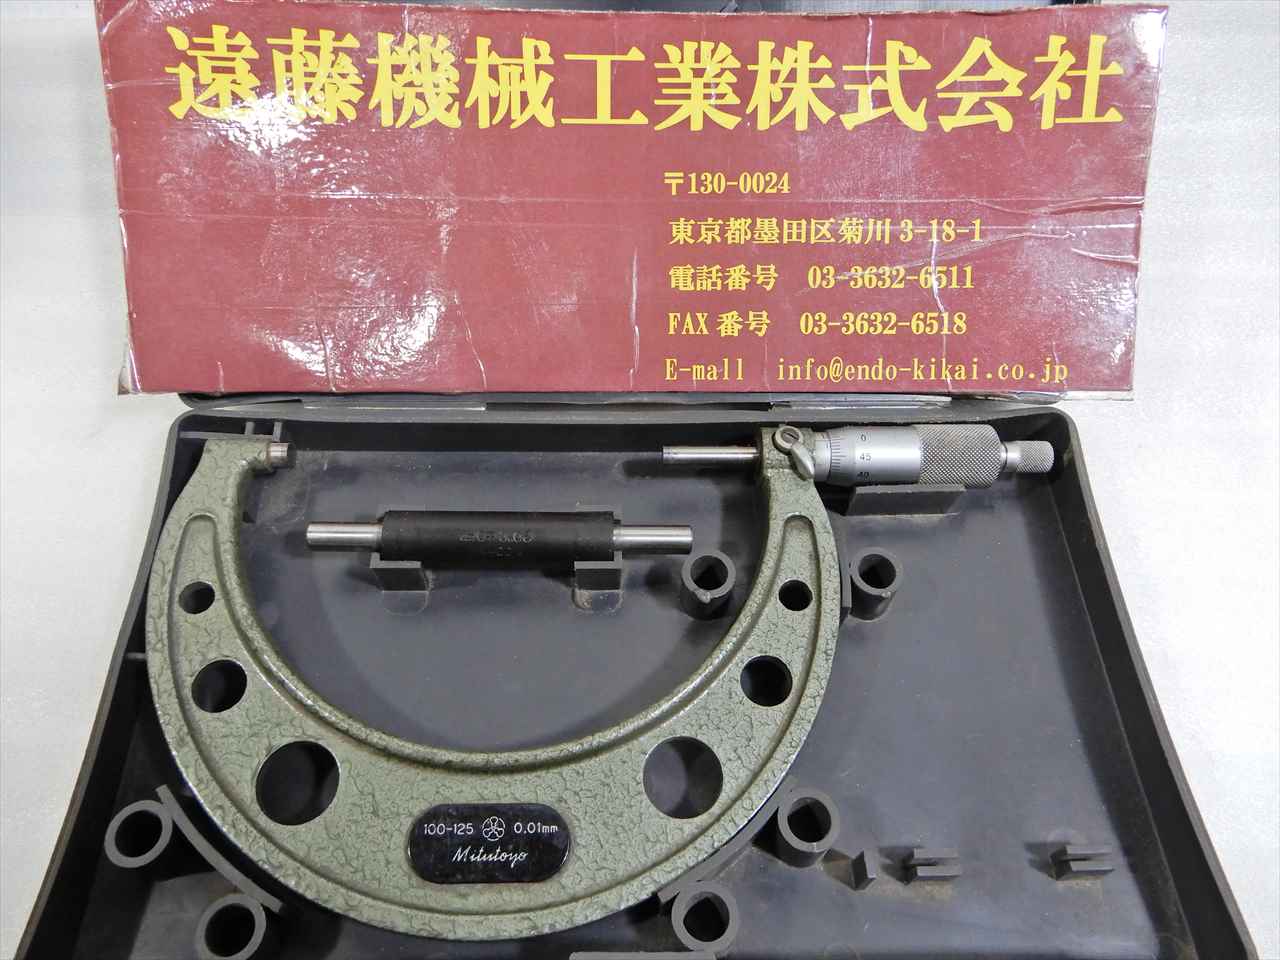 遠藤機械工業株式会社
〒130-0024
東京都墨田区菊川 3-18-1
電話番号 03-3632-6511
FAX 番号 03-3632-6518
E-mall info@endo-kikai.co.jp
0
45
40
100-125 0.01mm
Mitutoyo